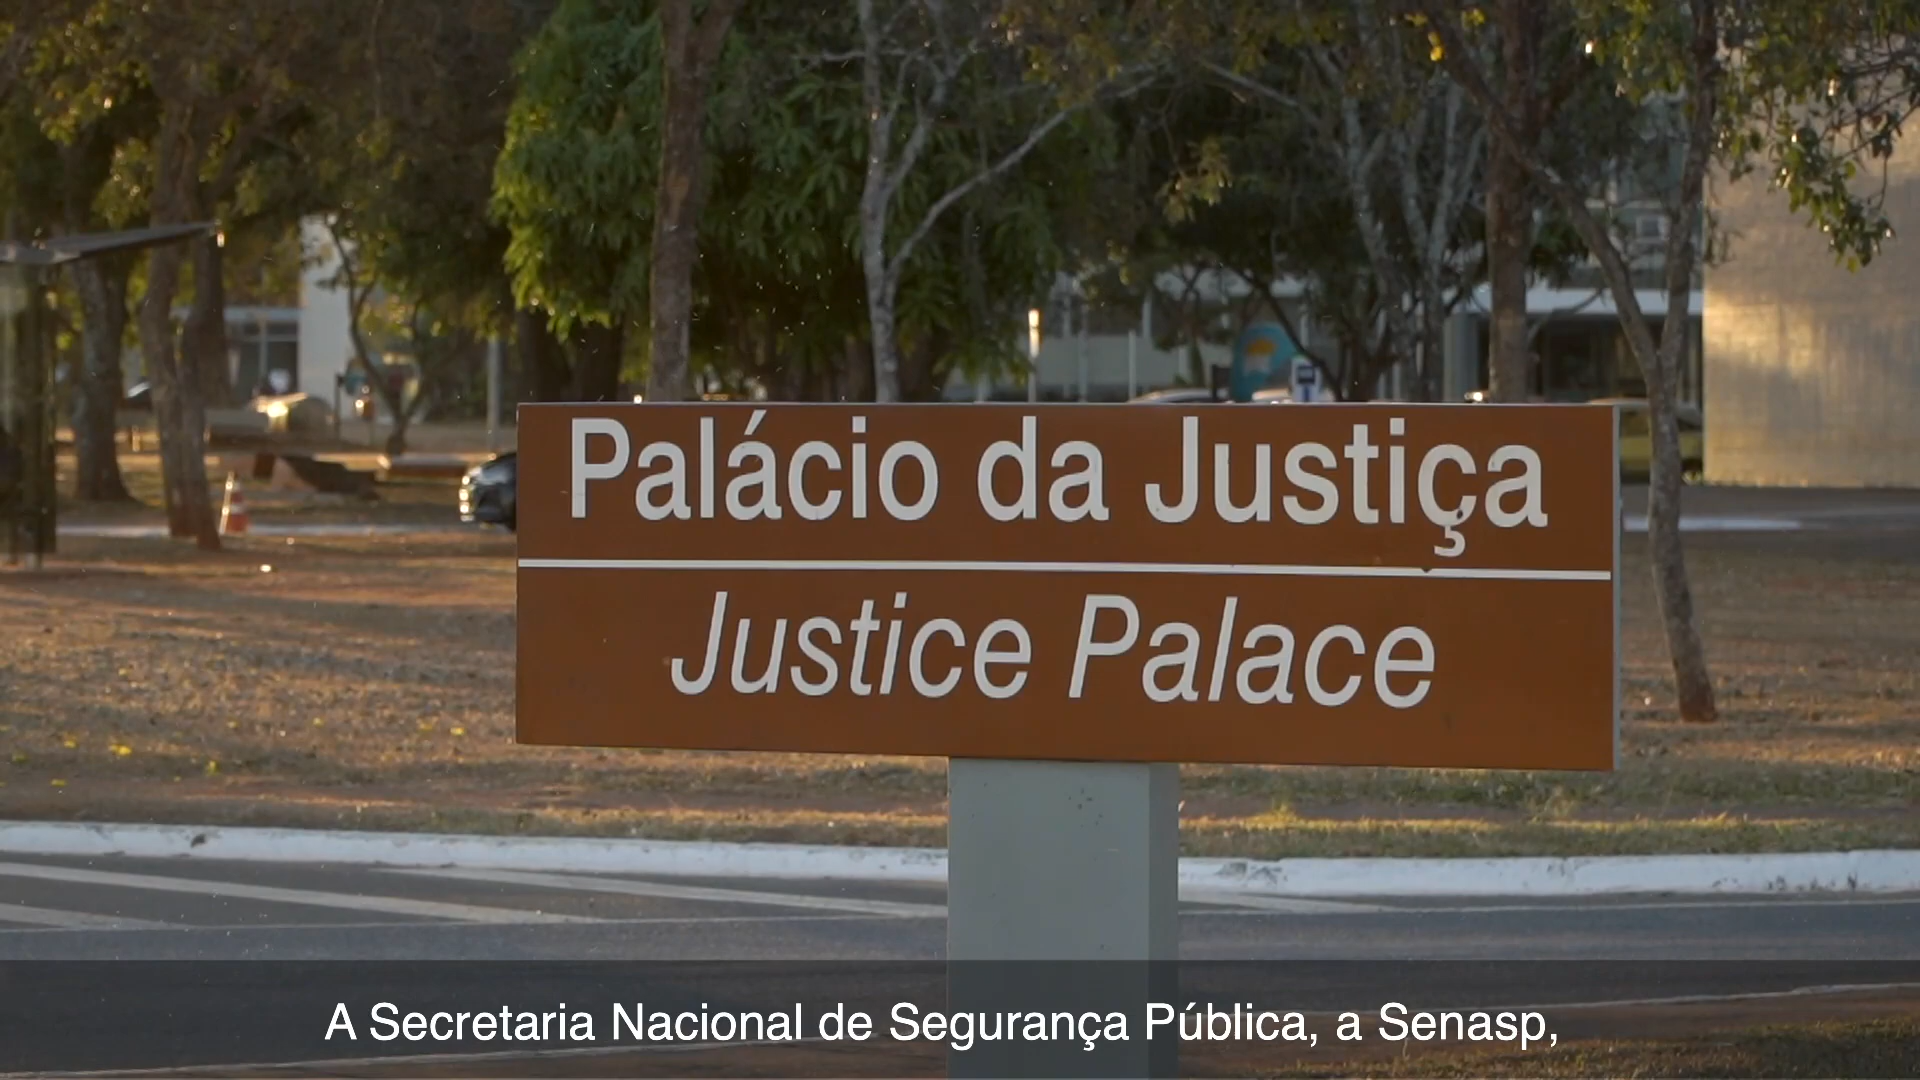 Palácio da Justiça
Justice Palace
A Secretaria Nacional de Segurança Pública, a Senasp,